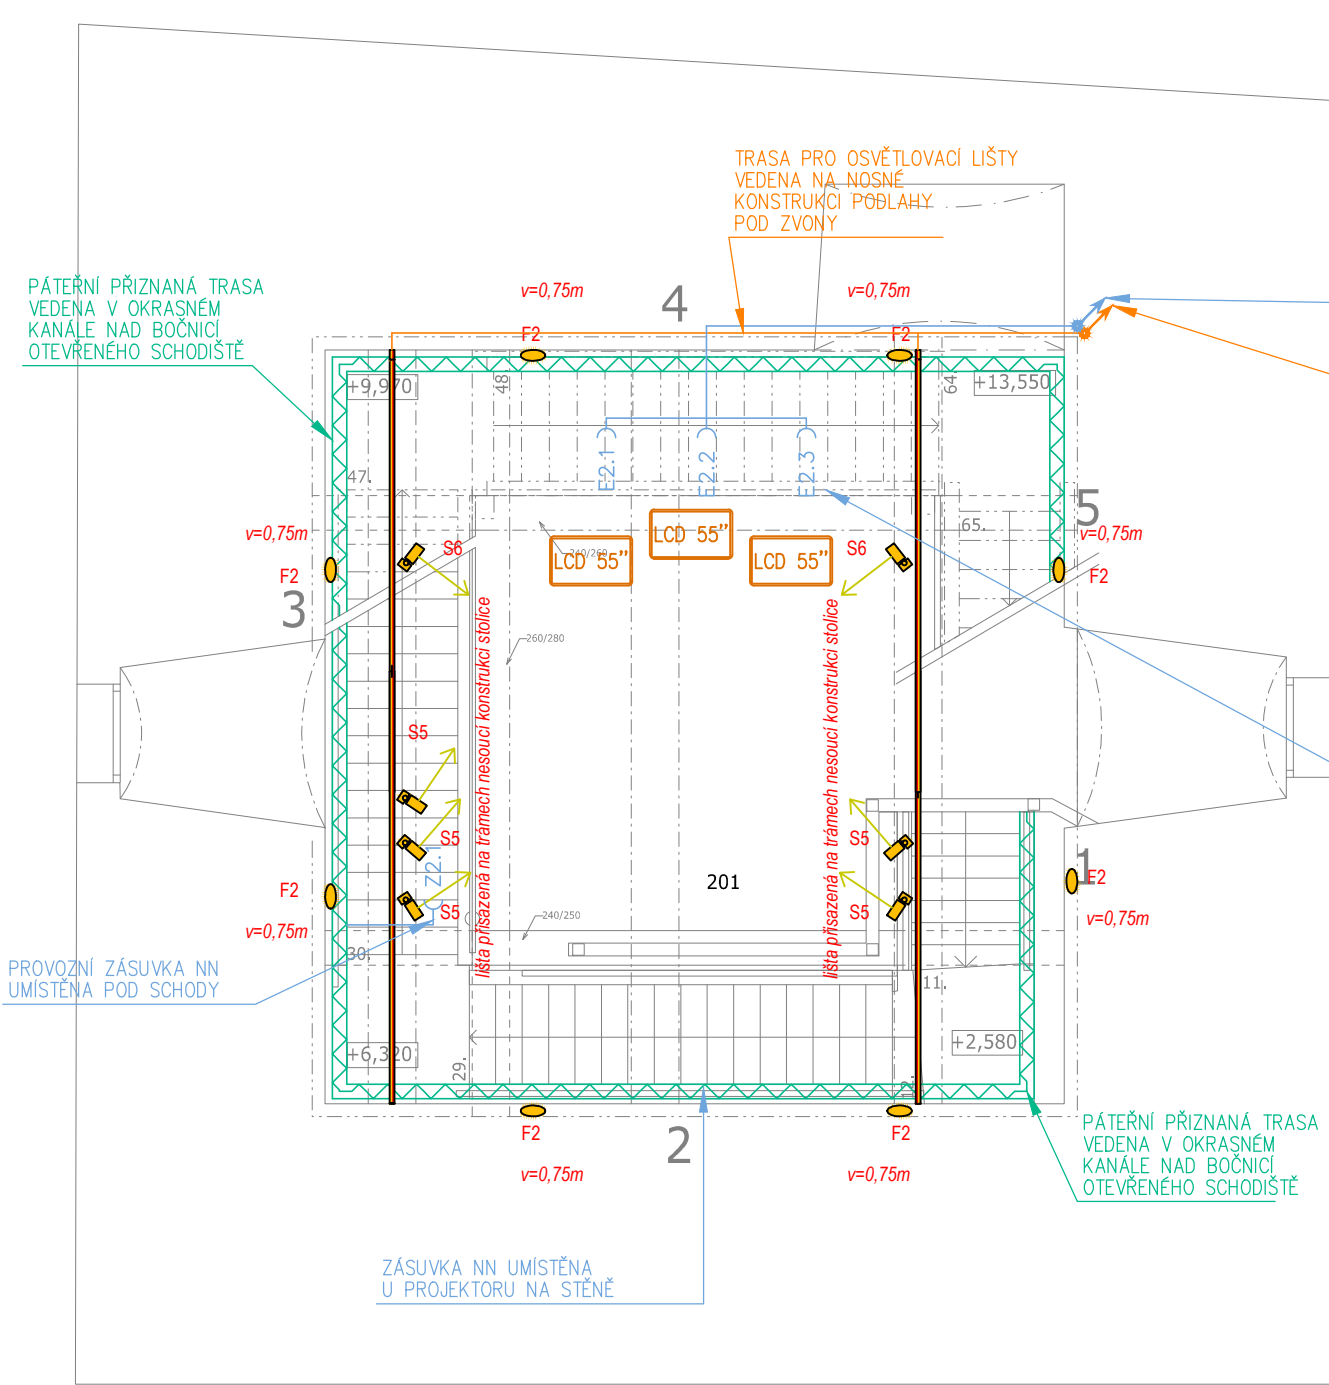 TRASA PRO OSVĚTLOVACÍ LIŠTY
VEDENA NA NOSNÉ
KONSTRUKCI PODLAHY
POD ZVONY
PÁTEŘNÍ PŘIZNANÁ TRASA
VEDENA V OKRASNÉM
KANÁLE NAD BOČNICÍ
OTEVŘENÉHO SCHODIŠTĚ
v=0,75m
4
v=0,75m
F2
F2
+9,970
48.
64.
+13,550
47.
E2.1
E2.2
E2.3
5
65.
v=0,75m
v=0,75m
LCD 55"
LCD 55"
LCD 55"
240/260
S6
S6
F2
F2
3
260/280
lišta přisazená na trámech nesoucí konstrukci stolice
lišta přisazená na trámech nesoucí konstrukci stolice
S5
S5
S5
Z2.1
201
1
F2
F2
S5
S5
240/250
v=0,75m
v=0,75m
30.
PROVOZNÍ ZÁSUVKA NN
UMÍSTĚNA POD SCHODY
11.
+6,320
29.
+2,580
12.
F2
2
F2
v=0,75m
v=0,75m
PÁTEŘNÍ PŘIZNANÁ TRASA
VEDENA V OKRASNÉM
KANÁLE NAD BOČNICÍ
OTEVŘENÉHO SCHODIŠTĚ
ZÁSUVKA NN UMÍSTĚNA
U PROJEKTORU NA STĚNĚ